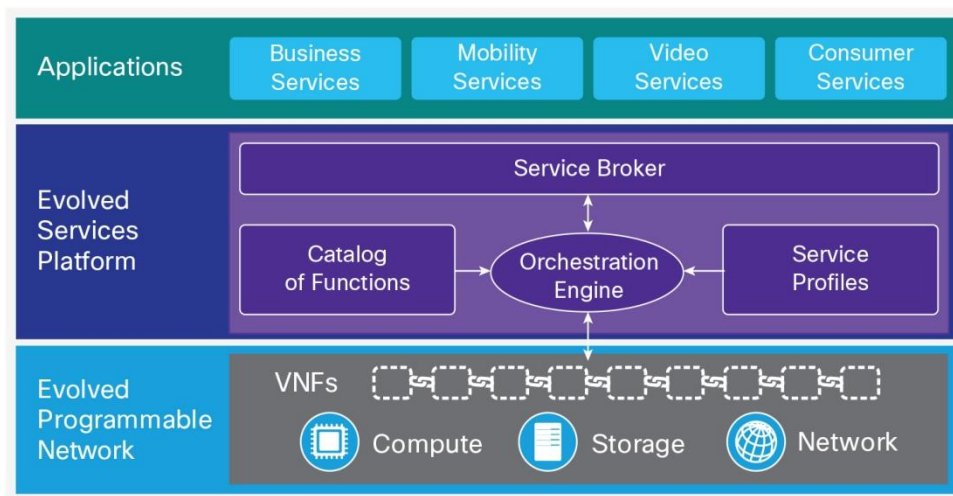 Applications
Business
Services
Mobility
Services
Video
Services
Consumer
Services
Evolved
Services
Platform
Service Broker
Catalog
of Functions
Orchestration
Engine
Service
Profiles
Evolved
Programmable
Network
VNFs
Compute
Storage
Network